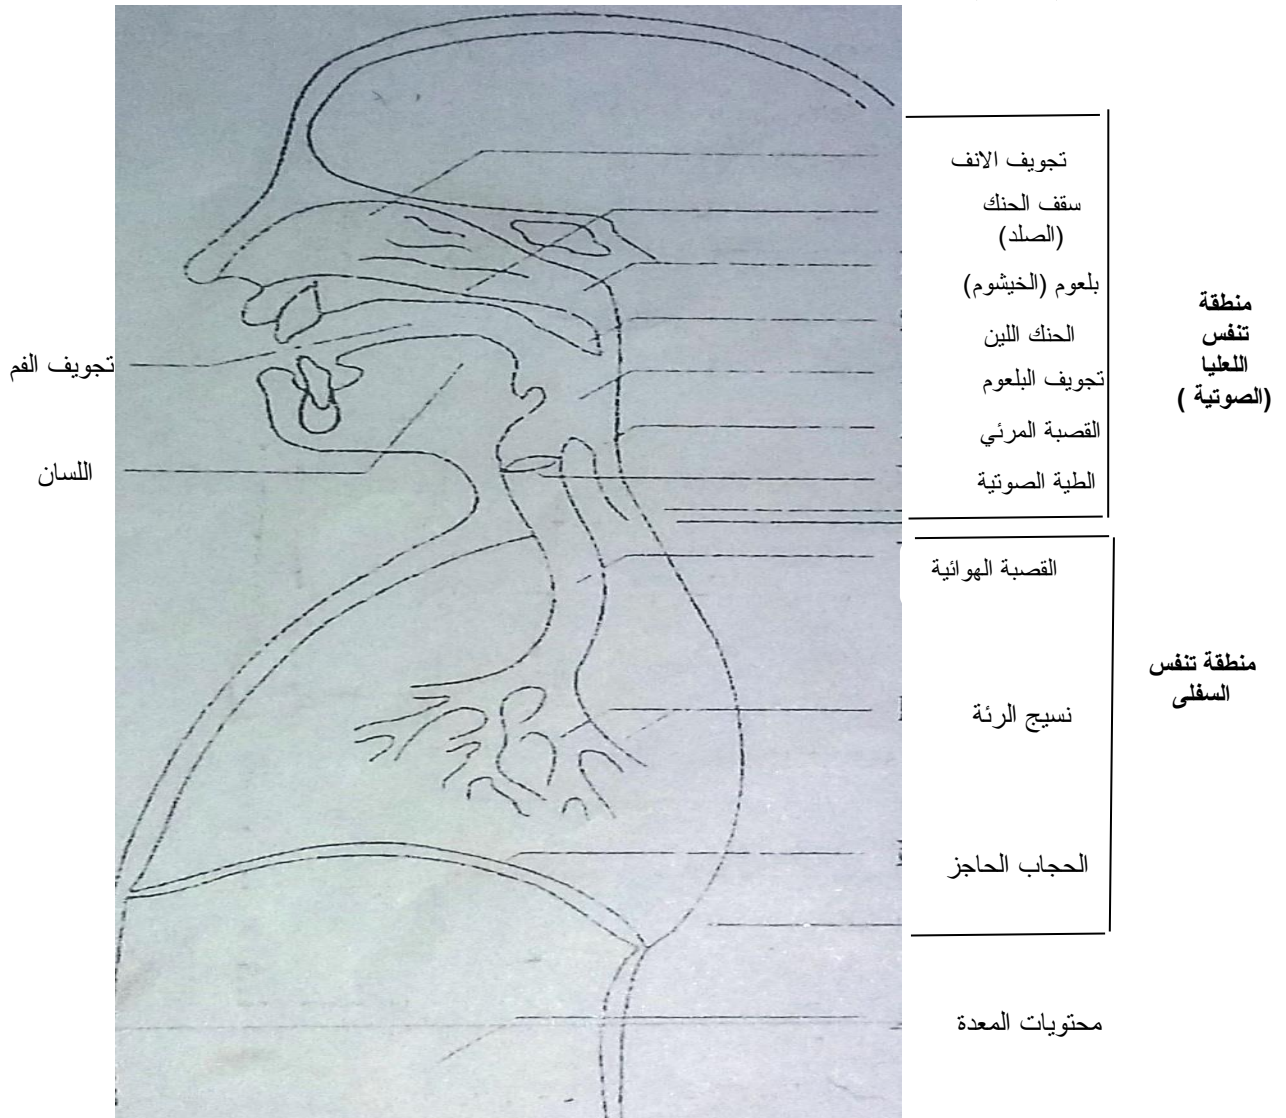 تجويف الانف
سقف الحنك
(الصلد)
بلعوم (الخيشوم)
الحنك اللين
تجويف البلعوم
القصبة المرئي
الطية الصوتية
منطقة
تنفس
اللعليا
(الصوتية )
تجويف الفم
اللسان
القصبة الهوائية
نسيج الرئة
الحجاب الحاجز
منطقة تنفس
السفلى
محتويات المعدة